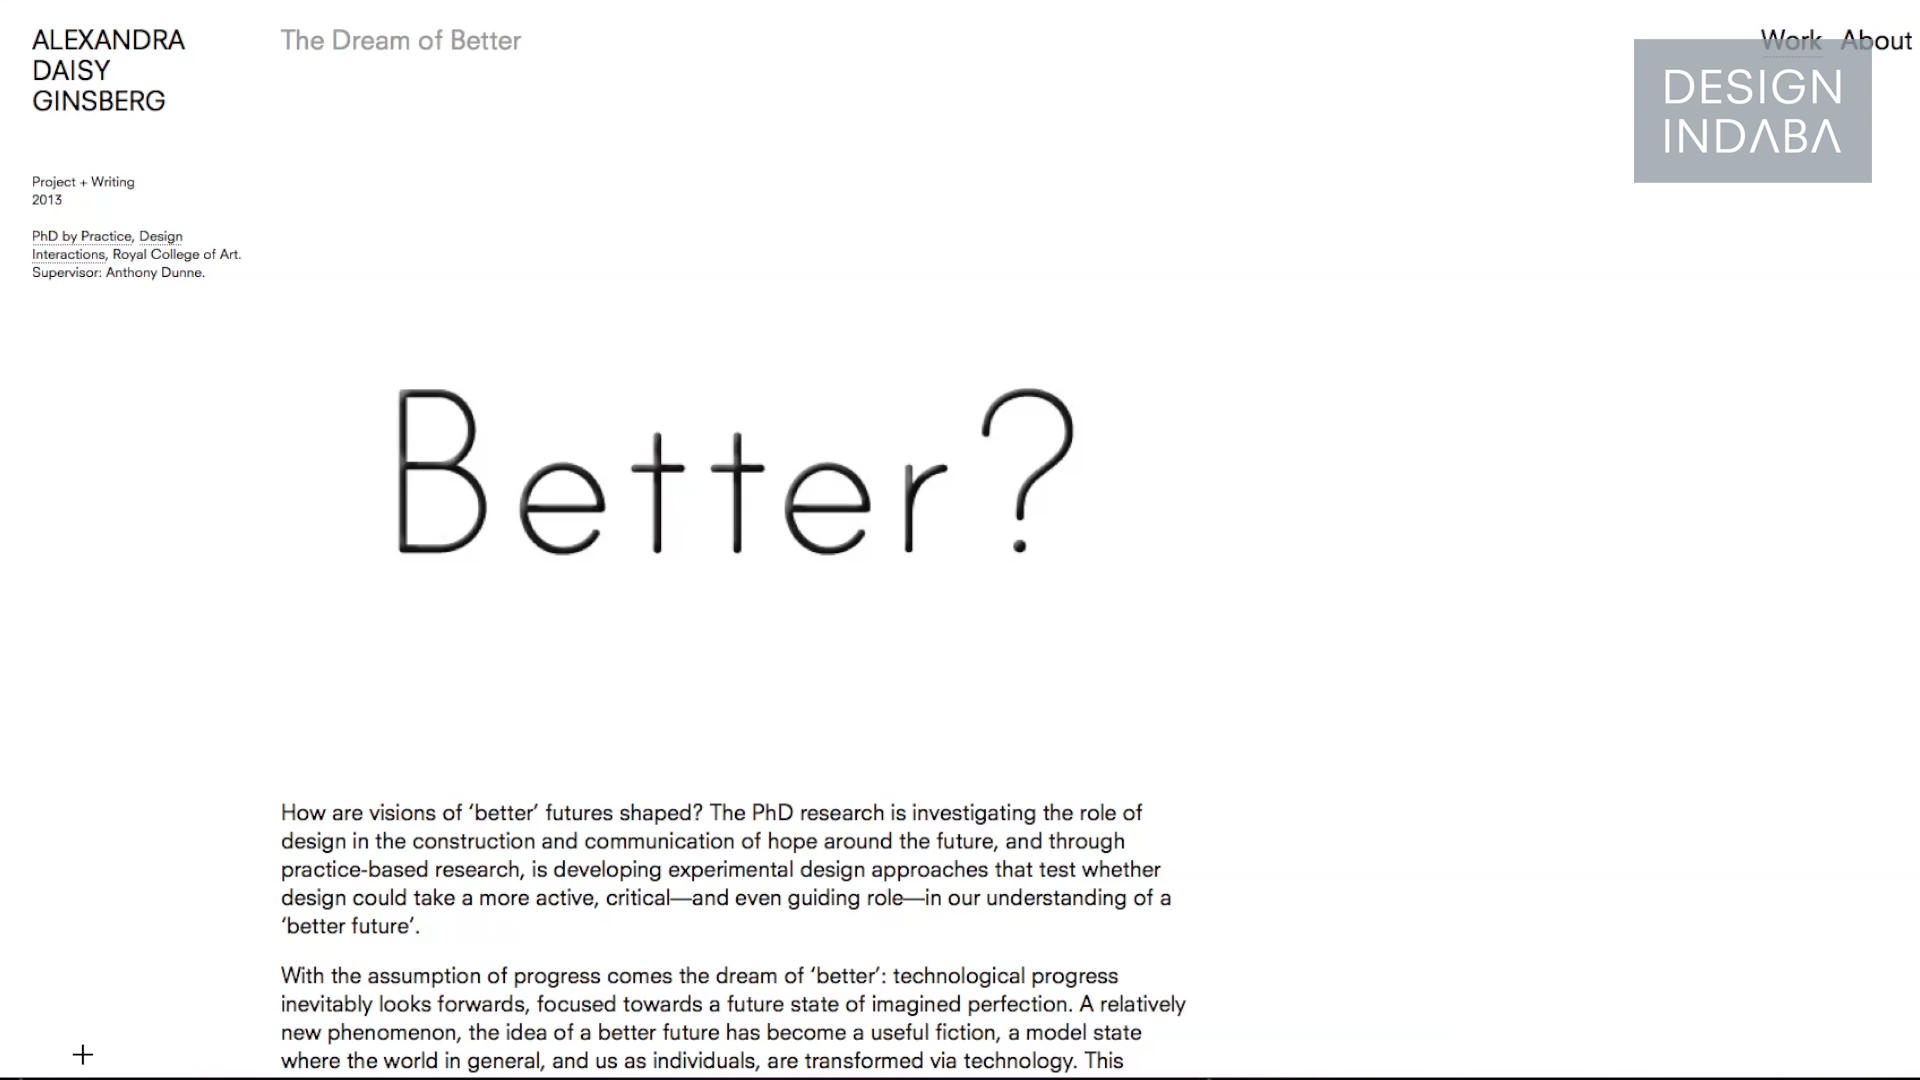 ALEXANDRA
DAISY
GINSBERG
The Dream of Better
Work About
DESIGN
INDABA
Project + Writing
2013
PhD by Practice, Design
Interactions, Royal College of Art.
Supervisor: Anthony Dunne.
Better?
How are visions of ‘better’ futures shaped? The PhD research is investigating the role of
design in the construction and communication of hope around the future, and through
practice-based research, is developing experimental design approaches that test whether
design could take a more active, critical—and even guiding role—in our understanding of a
‘better future’.
With the assumption of progress comes the dream of ‘better’: technological progress
inevitably looks forwards, focused towards a future state of imagined perfection. A relatively
new phenomenon, the idea of a better future has become a useful fiction, a model state
where the world in general, and us as individuals, are transformed via technology. This